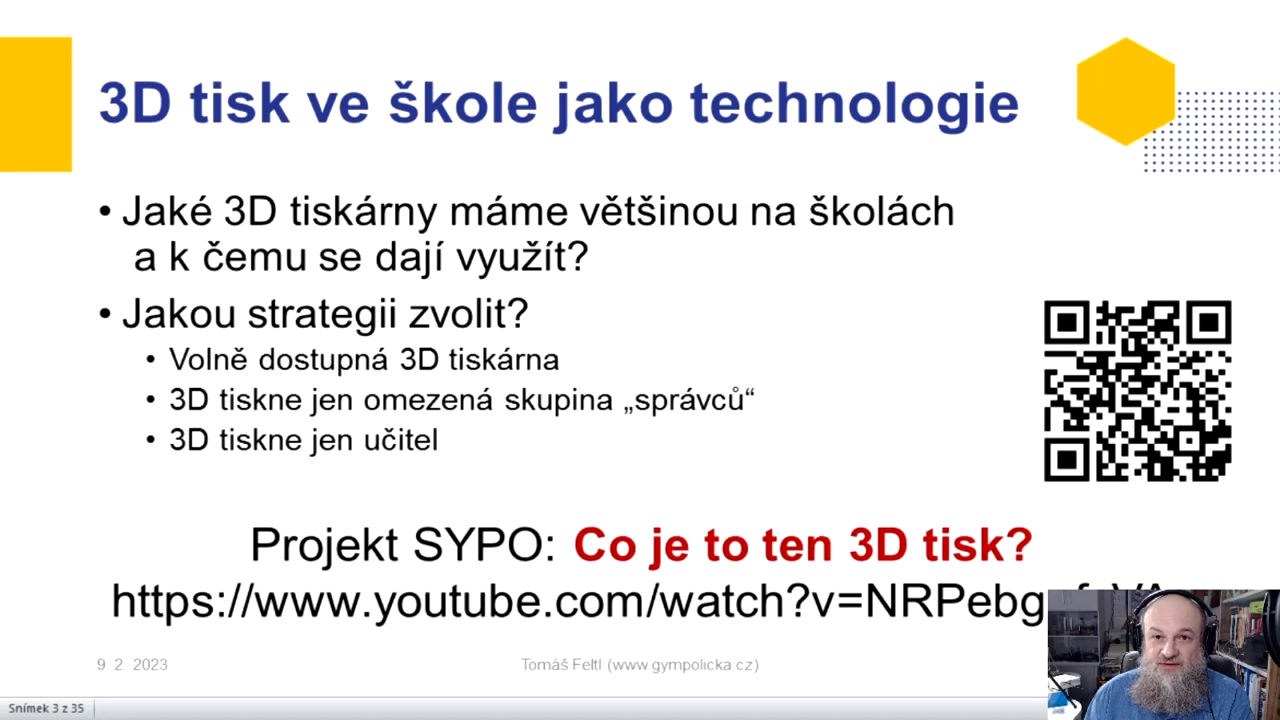 3D tisk ve škole jako technologie
• Jaké 3D tiskárny máme většinou na školách
a k čemu se dají využít?
• Jakou strategii zvolit?
• Volně dostupná 3D tiskárna
• 3D tiskne jen omezená skupina „správců“
• 3D tiskne jen učitel
Projekt SYPO: Co je to ten 3D tisk?
https://www.youtube.com/watch?v=NRPebg
9 2 2023
Tomáš Feltl (www gympolicka cz)
Snímek 3 z 35